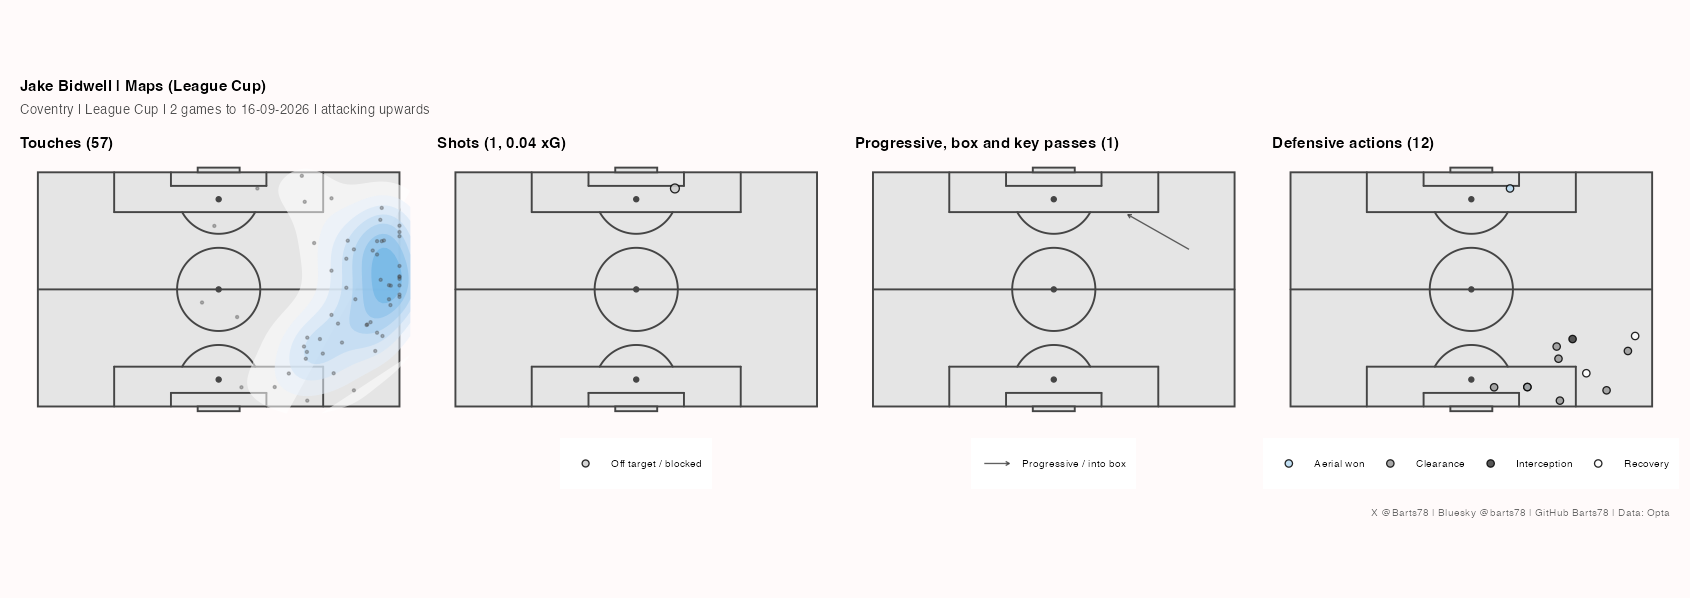 Jake Bidwell | Maps (League Cup)
Coventry | League Cup | 2 games to 16-09-2026 | attacking upwards
Touches (57)
Shots (1, 0.04 xG)
Progressive, box and key passes (1)
Defensive actions (12)
Off target / blocked
Progressive / into box
Aerial won
Clearance
Interception
Recovery
X @Barts78 | Bluesky @barts78 | GitHub Barts78 | Data: Opta